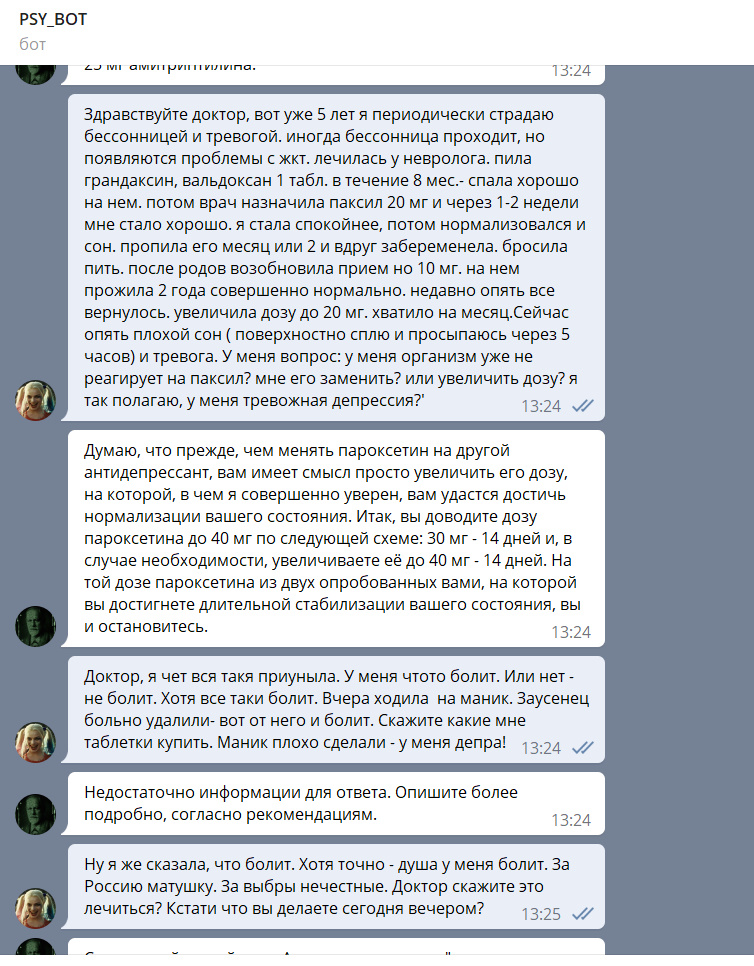 PSY_BOT
бот
25 мг амитриптилина.
13:24
Здравствуйте доктор, вот уже 5 лет я периодически страдаю
бессонницей и тревогой. иногда бессонница проходит, но
появляются проблемы с жкт. лечилась у невролога. пила
грандаксин, вальдоксан 1 табл. в течение 8 мес.- спала хорошо
на нем. потом врач назначила паксил 20 мг и через 1-2 недели
мне стало хорошо. я стала спокойнее, потом нормализовался и
сон. пропила его месяц или 2 и вдруг забеременела. бросила
пить. после родов возобновила прием но 10 мг. на нем
прожила 2 года совершенно нормально. недавно опять все
вернулось. увеличила дозу до 20 мг. хватило на месяц.Сейчас
опять плохой сон ( поверхностно сплю и просыпаюсь через 5
часов) и тревога. У меня вопрос: у меня организм уже не
реагирует на паксил? мне его заменить? или увеличить дозу? я
так полагаю, у меня тревожная депрессия?'
13:24
Думаю, что прежде, чем менять пароксетин на другой
антидепрессант, вам имеет смысл просто увеличить его дозу,
на которой, в чем я совершенно уверен, вам удастся достичь
нормализации вашего состояния. Итак, вы доводите дозу
пароксетина до 40 мг по следующей схеме: 30 мг - 14 дней и, в
случае необходимости, увеличиваете её до 40 мг - 14 дней. На
той дозе пароксетина из двух опробованных вами, на которой
вы достигнете длительной стабилизации вашего состояния, вы
и остановитесь.
13:24
Доктор, я чет вся такя приуныла. У меня чтото болит. Или нет -
не болит. Хотя все таки болит. Вчера ходила на маник. Заусенец
больно удалили- вот от него и болит. Скажите какие мне
таблетки купить. Маник плохо сделали - у меня депра!
13:24
Недостаточно информации для ответа. Опишите более
подробно, согласно рекомендациям.
13:24
Ну я же сказала, что болит. Хотя точно - душа у меня болит. За
Россию матушку. За выбры нечестные. Доктор скажите это
лечиться? Кстати что вы делаете сегодня вечером?
13:25